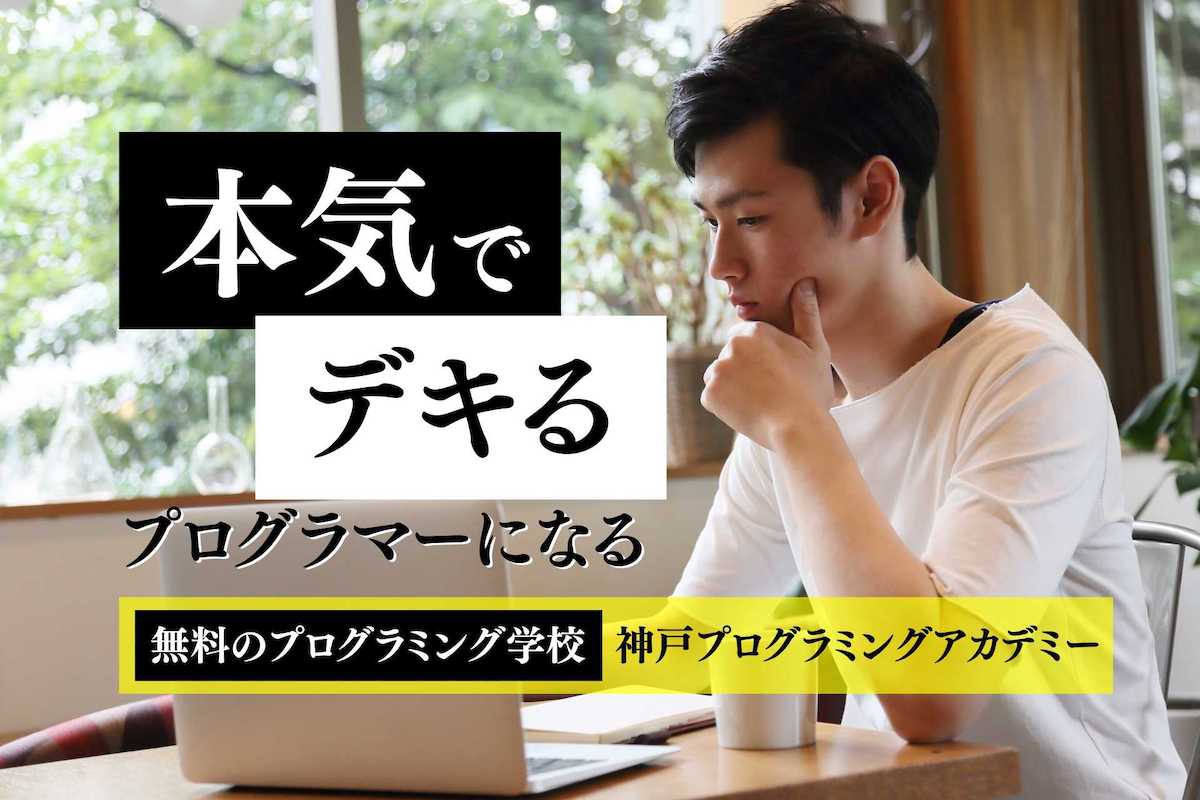 本気で
デキる
プログラマーになる
無料のプログラミング学校 神戸プログラミングアカデミー